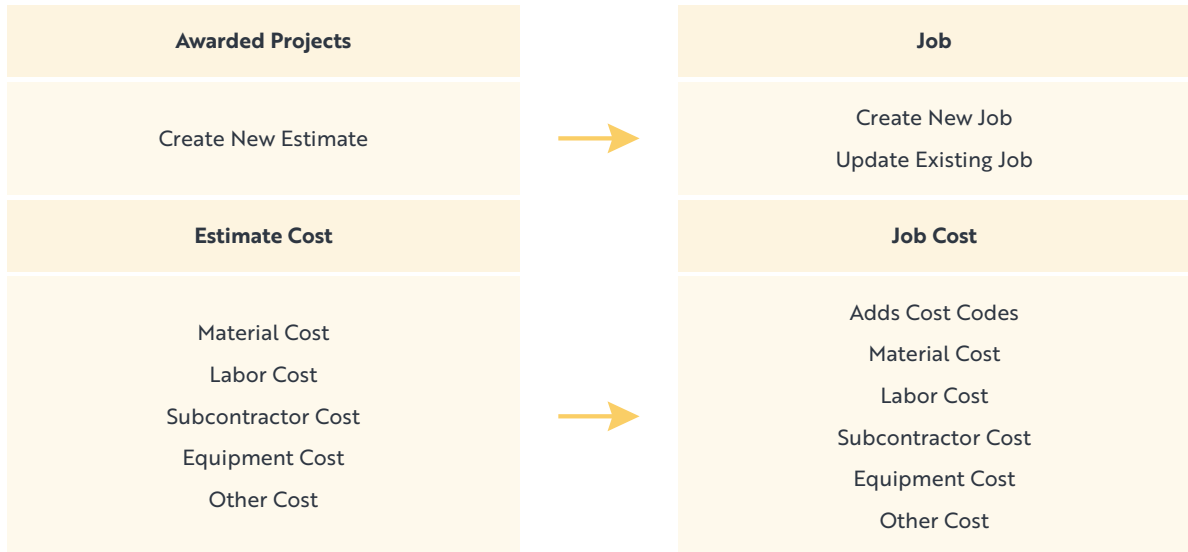 Awarded Projects
Job
Create New Estimate
Create New Job
Update Existing Job
Estimate Cost
Job Cost
Material Cost
Labor Cost
Subcontractor Cost
Equipment Cost
Other Cost
Adds Cost Codes
Material Cost
Labor Cost
Subcontractor Cost
Equipment Cost
Other Cost